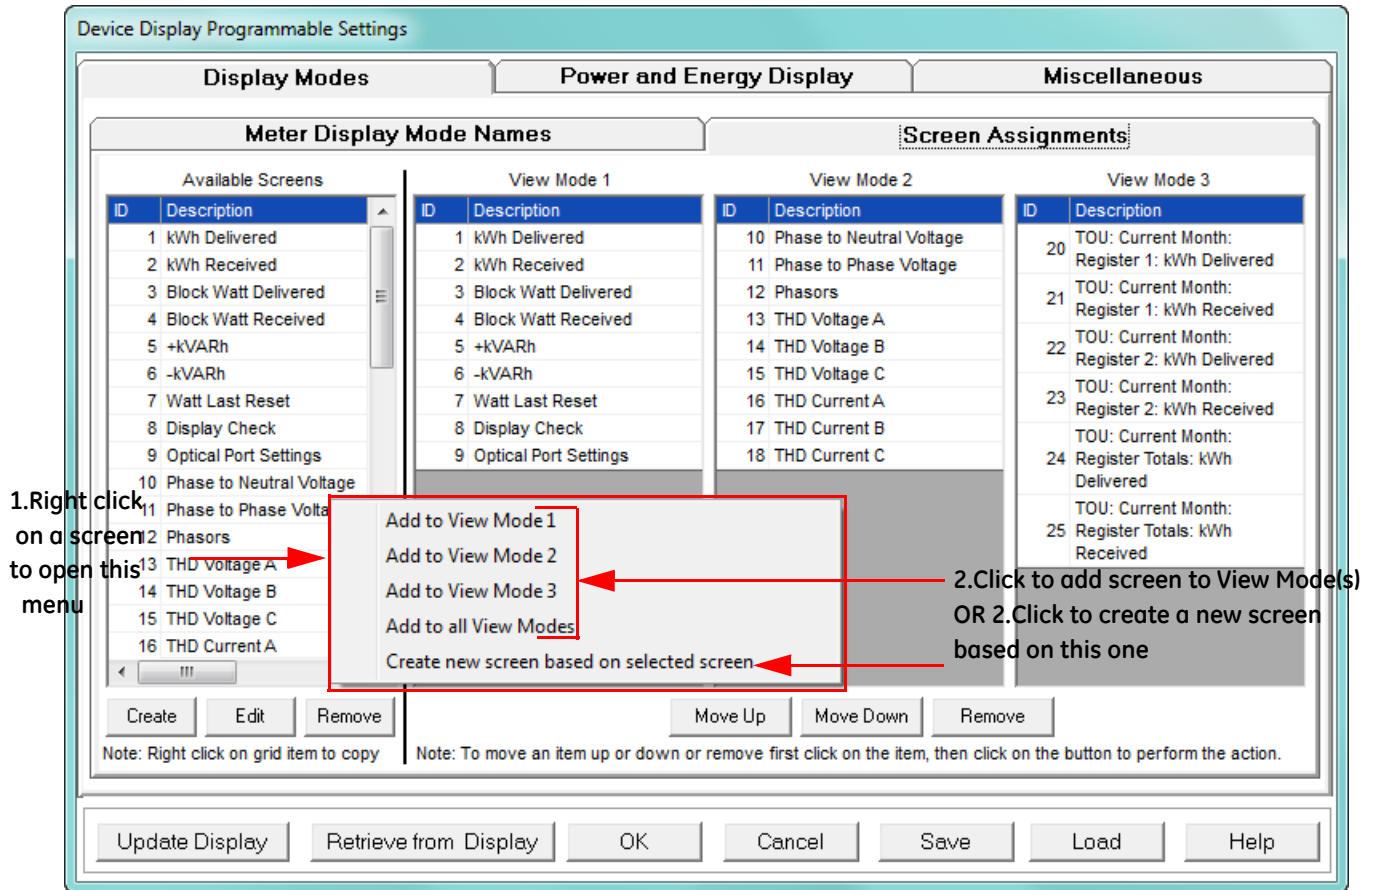 Device Display Programmable Settings
Display Modes
Power and Energy Display
Miscellaneous
Meter Display Mode Names
Screen Assignments
Available Screens
ID Description
1 kWh Delivered
2 kWh Received
3 Block Watt Delivered
4 Block Watt Received
5 +kVARh
6 -kVARh
7 Watt Last Reset
8 Display Check
9 Optical Port Settings
10 Phase to Neutral Voltage
11 Phase to Phase Volta
12 Phasors
13 THD Voltage A
14 THD Voltage B
15 THD Voltage C
16 THD Current A
View Mode 1
ID Description
1 kWh Delivered
2 kWh Received
3 Block Watt Delivered
4 Block Watt Received
5 +kVARh
6 -kVARh
7 Watt Last Reset
8 Display Check
9 Optical Port Settings
View Mode 2
ID Description
10 Phase to Neutral Voltage
11 Phase to Phase Voltage
12 Phasors
13 THD Voltage A
14 THD Voltage B
15 THD Voltage C
16 THD Current A
17 THD Current B
18 THD Current C
View Mode 3
ID Description
20 TOU: Current Month:
Register 1: kWh Delivered
21 TOU: Current Month:
Register 1: kWh Received
22 TOU: Current Month:
Register 2: kWh Delivered
23 TOU: Current Month:
Register 2: kWh Received
TOU: Current Month:
24 Register Totals: kWh
Delivered
TOU: Current Month:
25 Register Totals: kWh
Received
1.Right click
on a screen
to open this
menu
Add to View Mode 1
Add to View Mode 2
Add to View Mode 3
Add to all View Modes
Create new screen based on selected screen
2.Click to add screen to View Mode(s)
OR 2.Click to create a new screen
based on this one
Create
Edit
Remove
Move Up
Move Down
Remove
Note: Right click on grid item to copy
Note: To move an item up or down or remove first click on the item, then click on the button to perform the action.
Update Display
Retrieve from Display
OK
Cancel
Save
Load
Help